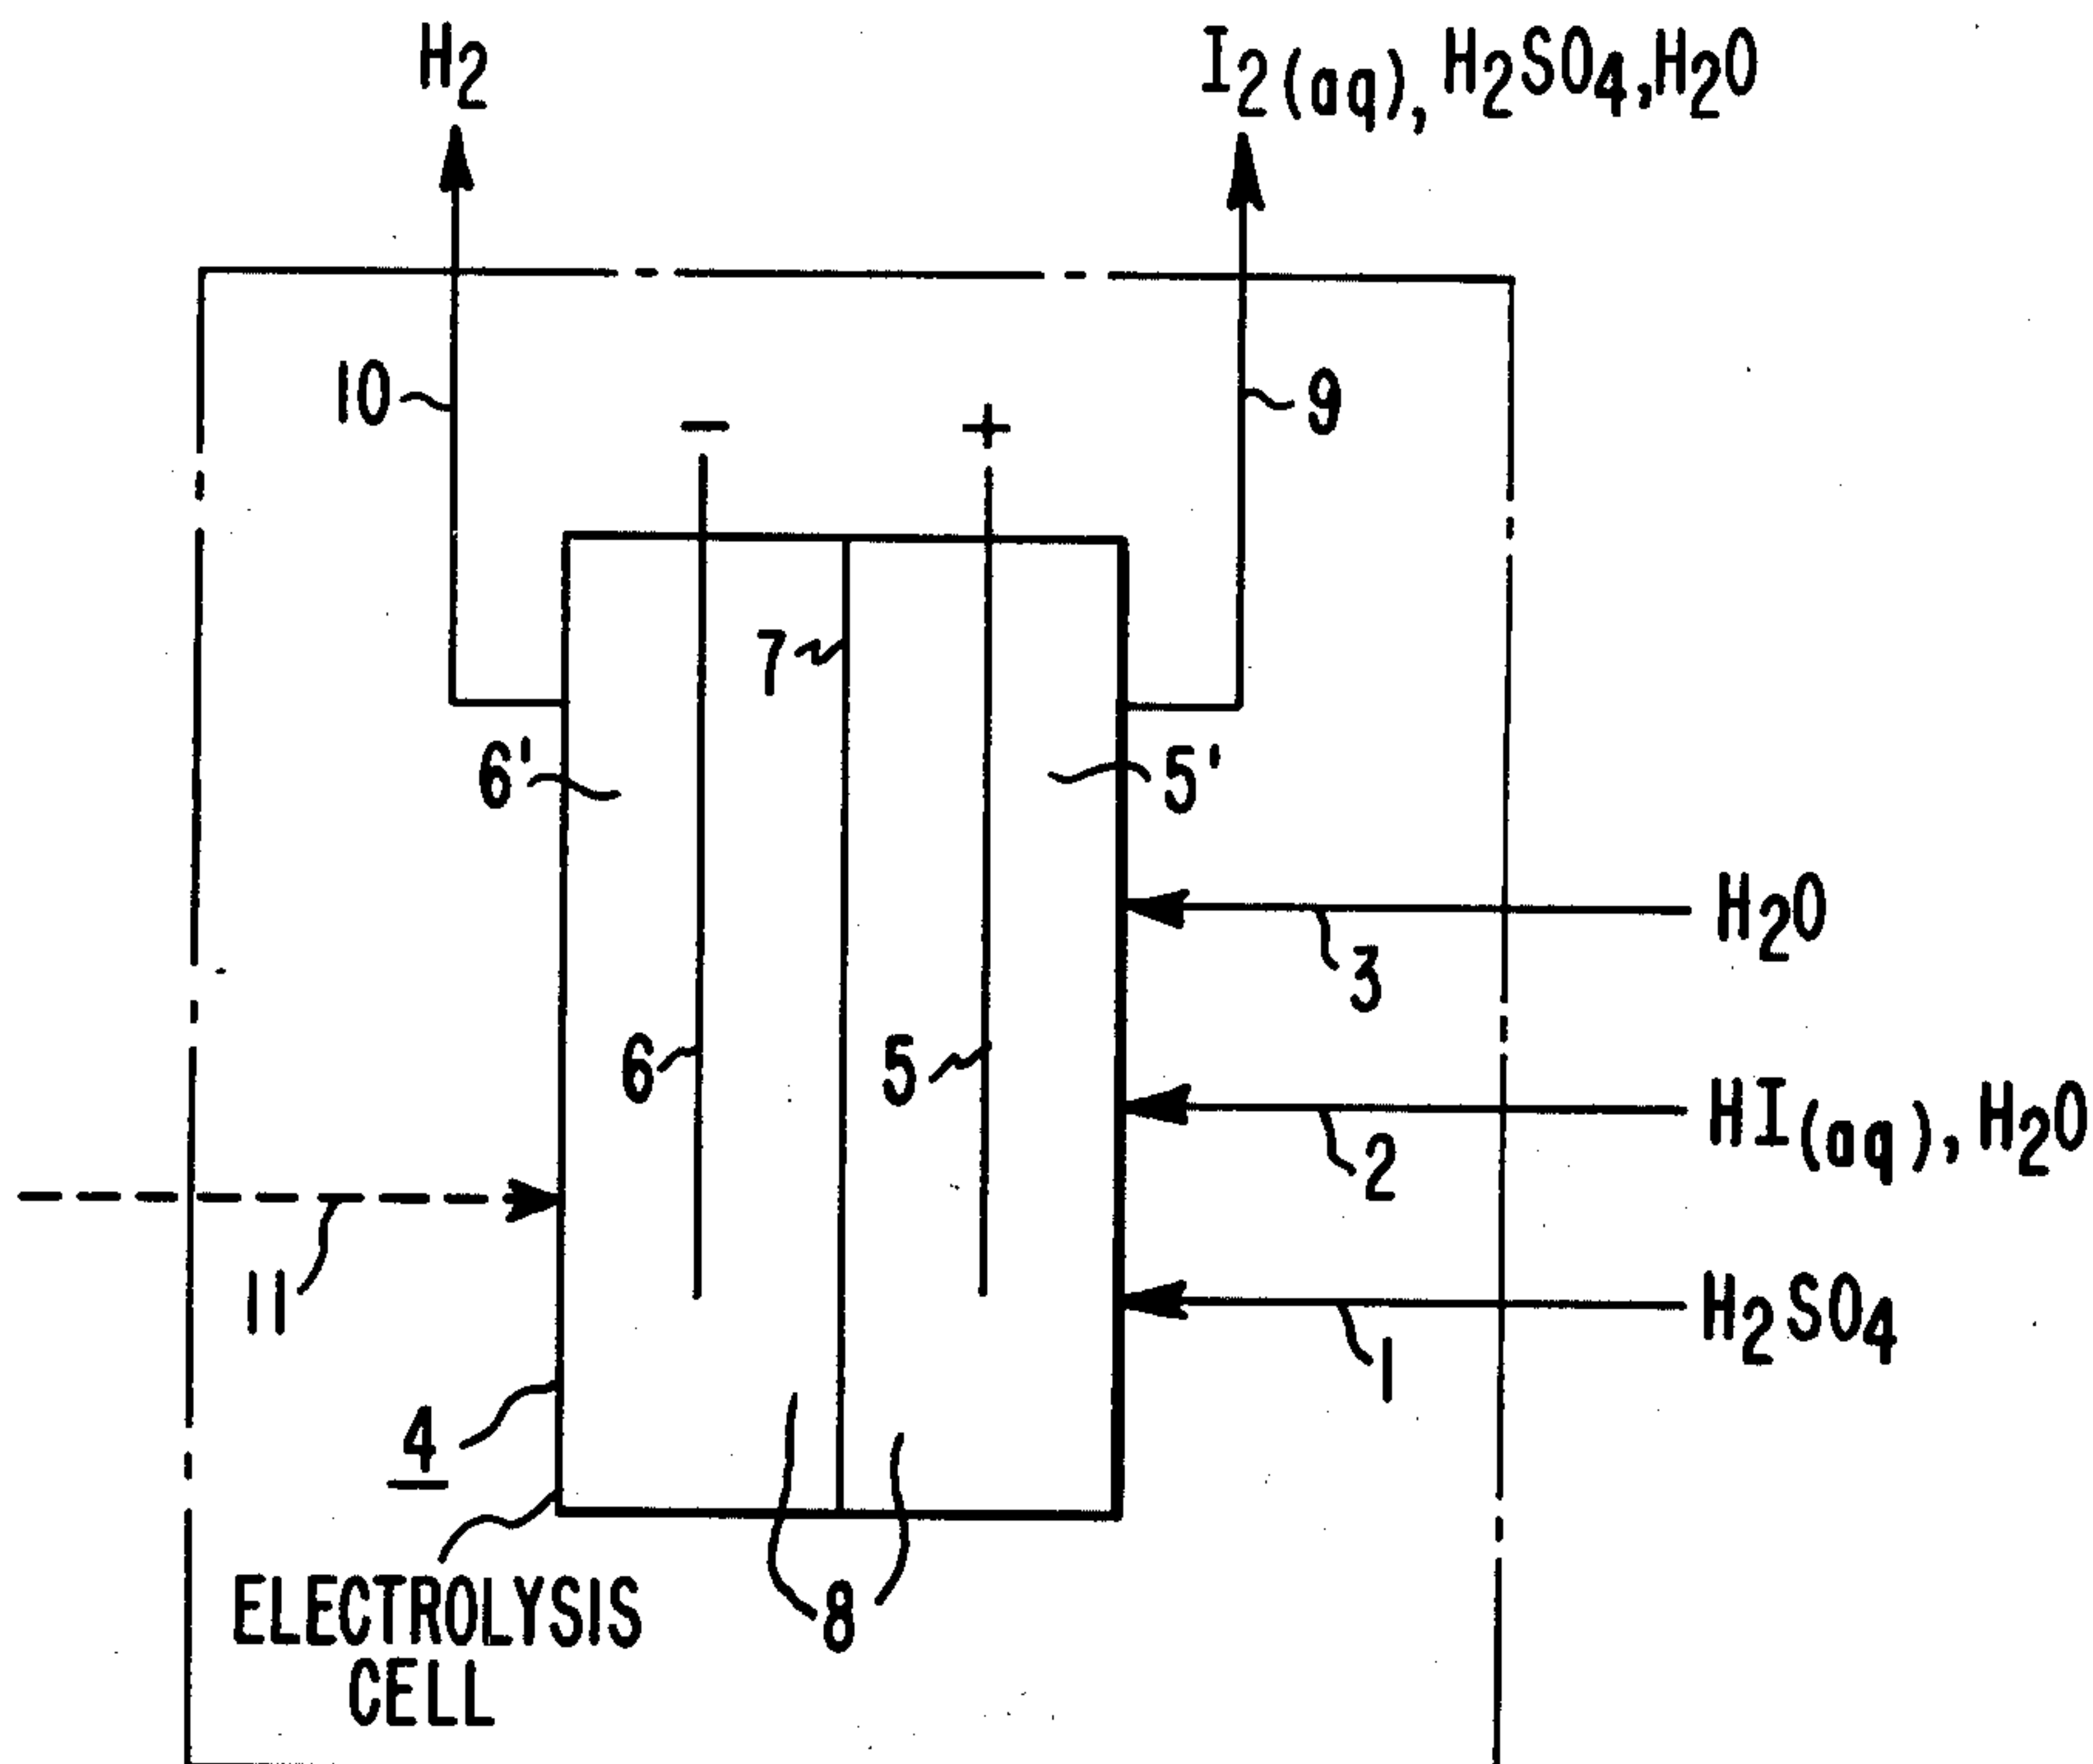 H2
I2(aq), H2SO4, H2O
10
9
−
+
7
6'
5'
H2O
3
6
5
HI(aq), H2O
2
11
H2SO4
1
4
8
ELECTROLYSIS
CELL